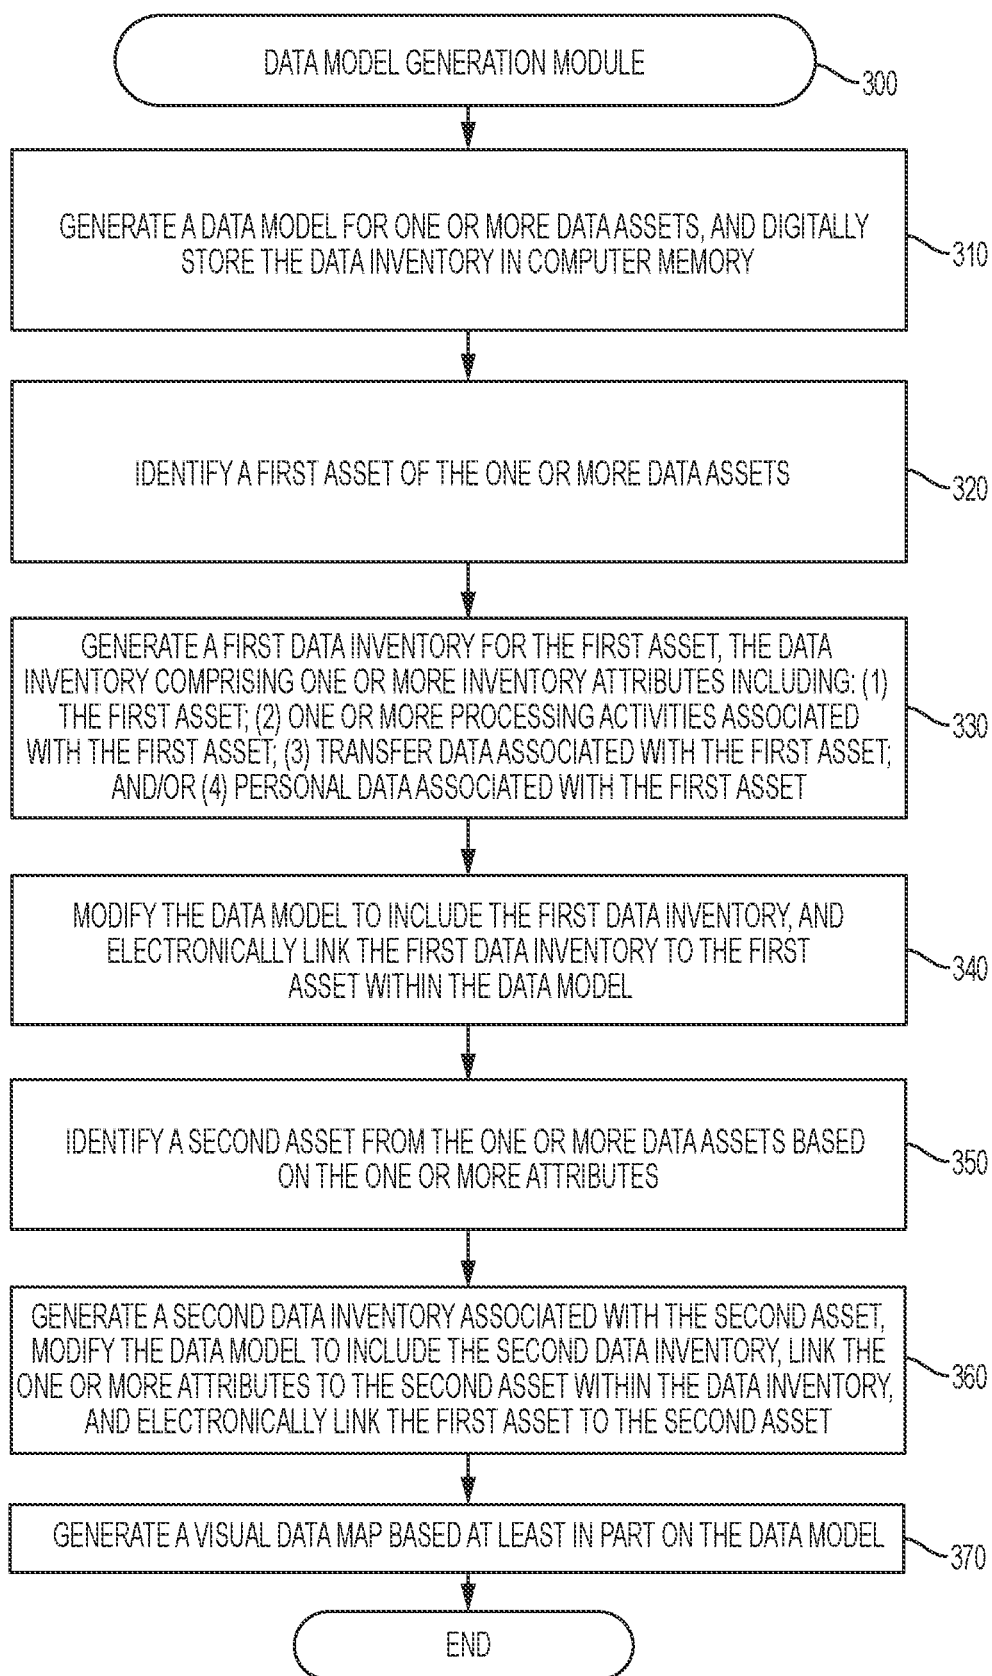 DATA MODEL GENERATION MODULE
300
GENERATE A DATA MODEL FOR ONE OR MORE DATA ASSETS, AND DIGITALLY
STORE THE DATA INVENTORY IN COMPUTER MEMORY
310
IDENTIFY A FIRST ASSET OF THE ONE OR MORE DATA ASSETS
320
GENERATE A FIRST DATA INVENTORY FOR THE FIRST ASSET, THE DATA
INVENTORY COMPRISING ONE OR MORE INVENTORY ATTRIBUTES INCLUDING: (1)
THE FIRST ASSET; (2) ONE OR MORE PROCESSING ACTIVITIES ASSOCIATED
WITH THE FIRST ASSET; (3) TRANSFER DATA ASSOCIATED WITH THE FIRST ASSET;
AND/OR (4) PERSONAL DATA ASSOCIATED WITH THE FIRST ASSET
330
MODIFY THE DATA MODEL TO INCLUDE THE FIRST DATA INVENTORY, AND
ELECTRONICALLY LINK THE FIRST DATA INVENTORY TO THE FIRST
ASSET WITHIN THE DATA MODEL
340
IDENTIFY A SECOND ASSET FROM THE ONE OR MORE DATA ASSETS BASED
ON THE ONE OR MORE ATTRIBUTES
350
GENERATE A SECOND DATA INVENTORY ASSOCIATED WITH THE SECOND ASSET,
MODIFY THE DATA MODEL TO INCLUDE THE SECOND DATA INVENTORY, LINK THE
ONE OR MORE ATTRIBUTES TO THE SECOND ASSET WITHIN THE DATA INVENTORY,
AND ELECTRONICALLY LINK THE FIRST ASSET TO THE SECOND ASSET
360
GENERATE A VISUAL DATA MAP BASED AT LEAST IN PART ON THE DATA MODEL
370
END